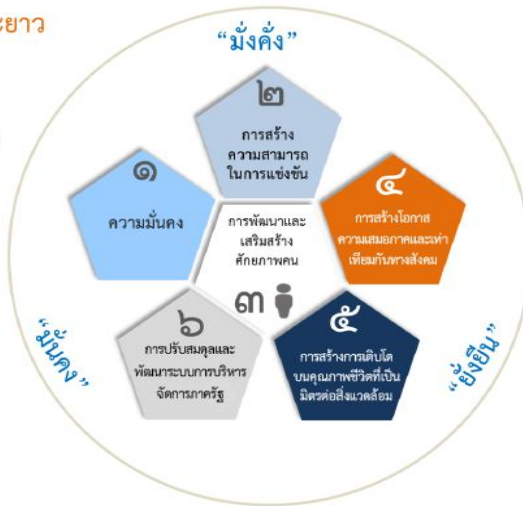 ะยาว
“มั่งคั่ง”
๒
การสร้าง
ความสามารถ
ในการแข่งขัน
๑
ความมั่นคง
๔
การสร้างโอกาส
ความเสมอภาคและเท่า
เทียมกันทางสังคม
การพัฒนาและ
เสริมสร้าง
ศักยภาพคน
๓
๖
การปรับสมดุลและ
พัฒนาระบบการบริหาร
จัดการภาครัฐ
๕
การสร้างการเติบโต
บนคุณภาพชีวิตที่เป็น
มิตรต่อสิ่งแวดล้อม
“มั่นคง”
“ยั่งยืน”